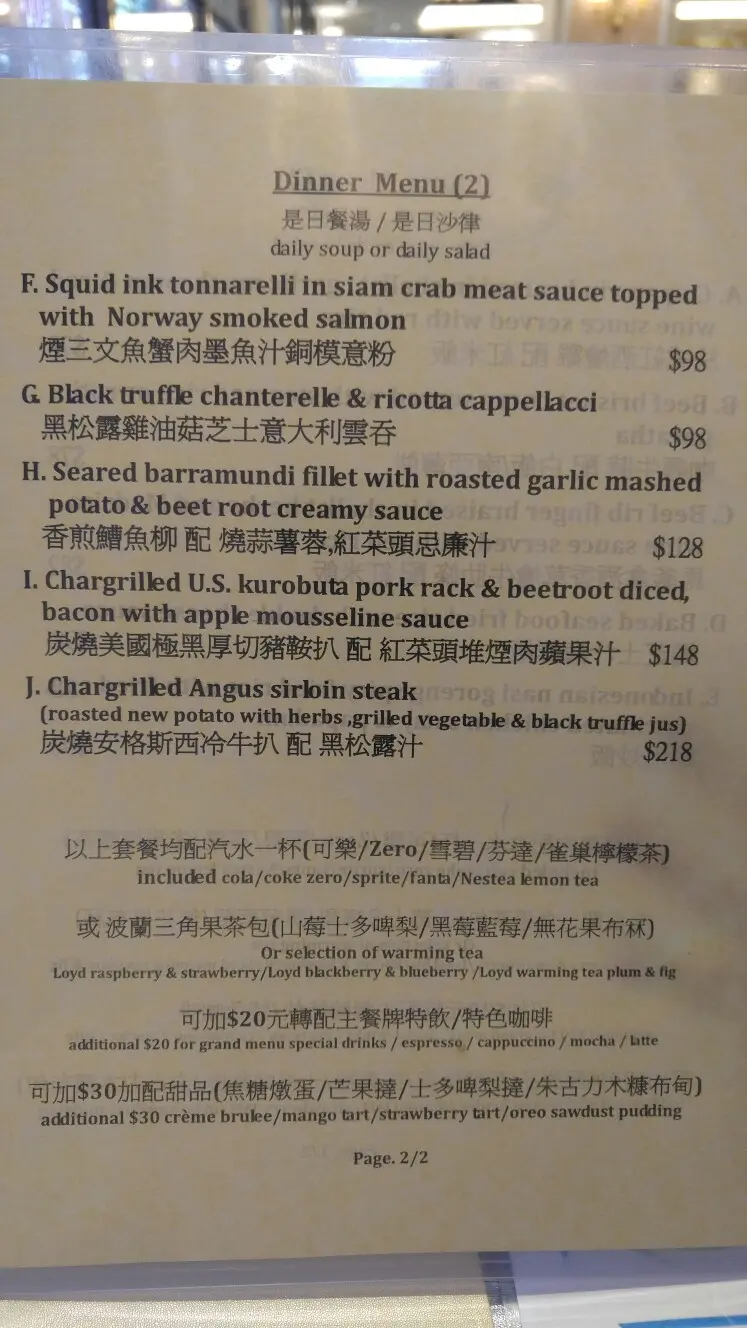 Dinner Menu (2)
是日餐湯 / 是日沙律
daily soup or daily salad
F. Squid ink tonnarelli in siam crab meat sauce topped
with Norway smoked salmon
煙三文魚蟹肉墨魚汁銅模意粉 $98
G. Black truffle chanterelle & ricotta cappellacci
黑松露雞油菇芝士意大利雲吞 $98
H. Seared barramundi fillet with roasted garlic mashed
potato & beet root creamy sauce
香煎鰽魚柳 配 燒蒜薯蓉,紅菜頭忌廉汁 $128
I. Chargrilled U.S. kurobuta pork rack & beetroot diced,
bacon with apple mousseline sauce
炭燒美國極黑厚切豬鞍扒 配 紅菜頭堆煙肉蘋果汁 $148
J. Chargrilled Angus sirloin steak
(roasted new potato with herbs ,grilled vegetable & black truffle jus)
炭燒安格斯西冷牛扒 配 黑松露汁 $218
以上套餐均配汽水一杯(可樂/Zero/雪碧/芬達/雀巢檸檬茶)
included cola/coke zero/sprite/fanta/Nestea lemon tea
或 波蘭三角果茶包(山莓士多啤梨/黑莓藍莓/無花果布冧)
Or selection of warming tea
Loyd raspberry & strawberry/Loyd blackberry & blueberry /Loyd warming tea plum & fig
可加$20元轉配主餐牌特飲/特色咖啡
additional $20 for grand menu special drinks / espresso / cappuccino / mocha / latte
可加$30加配甜品(焦糖燉蛋/芒果撻/士多啤梨撻/朱古力木糠布甸)
additional $30 crème brulee/mango tart/strawberry tart/oreo sawdust pudding
Page. 2/2